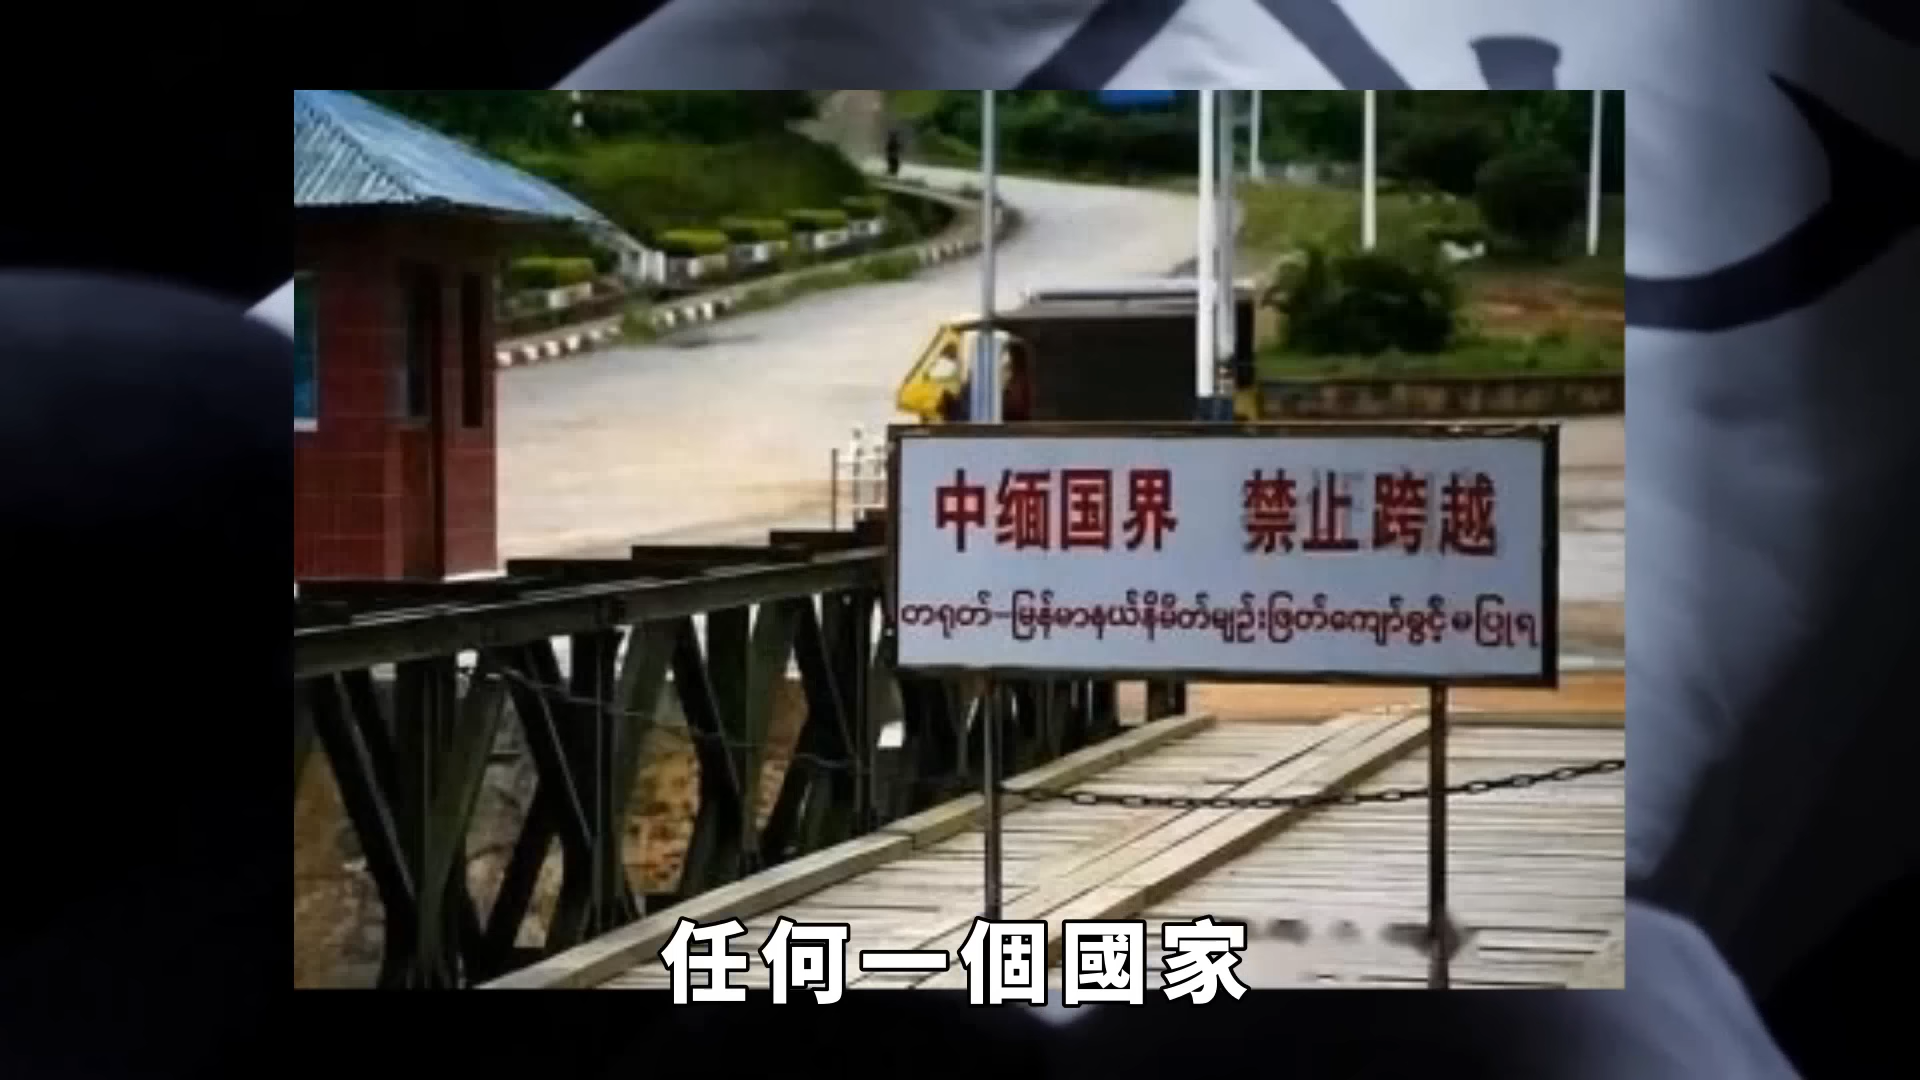 中缅国界 禁止跨越
တရုတ်-မြန်မာနယ်နိမိတ်မျဉ်းဖြတ်ကျော်ခွင့်မပြုရ
任何一個國家